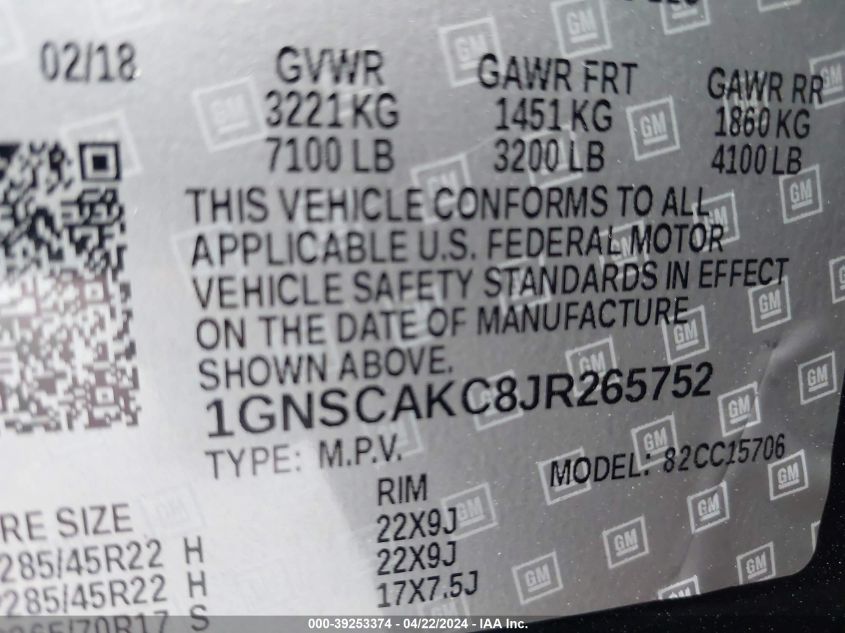 02/18 GVWR GAWR FRT GAWR RR
3221 KG 1451 KG 1860 KG
7100 LB 3200 LB 4100 LB
THIS VEHICLE CONFORMS TO ALL
APPLICABLE U.S. FEDERAL MOTOR
VEHICLE SAFETY STANDARDS IN EFFECT
ON THE DATE OF MANUFACTURE
SHOWN ABOVE.
1GNSCAKC8JR265752
TYPE: M.P.V. MODEL: 82CC15706
RE SIZE RIM
285/45R22 H 22X9J
285/45R22 H 22X9J
265/70R17 S 17X7.5J
000-39253374 - 04/22/2024 - IAA Inc.